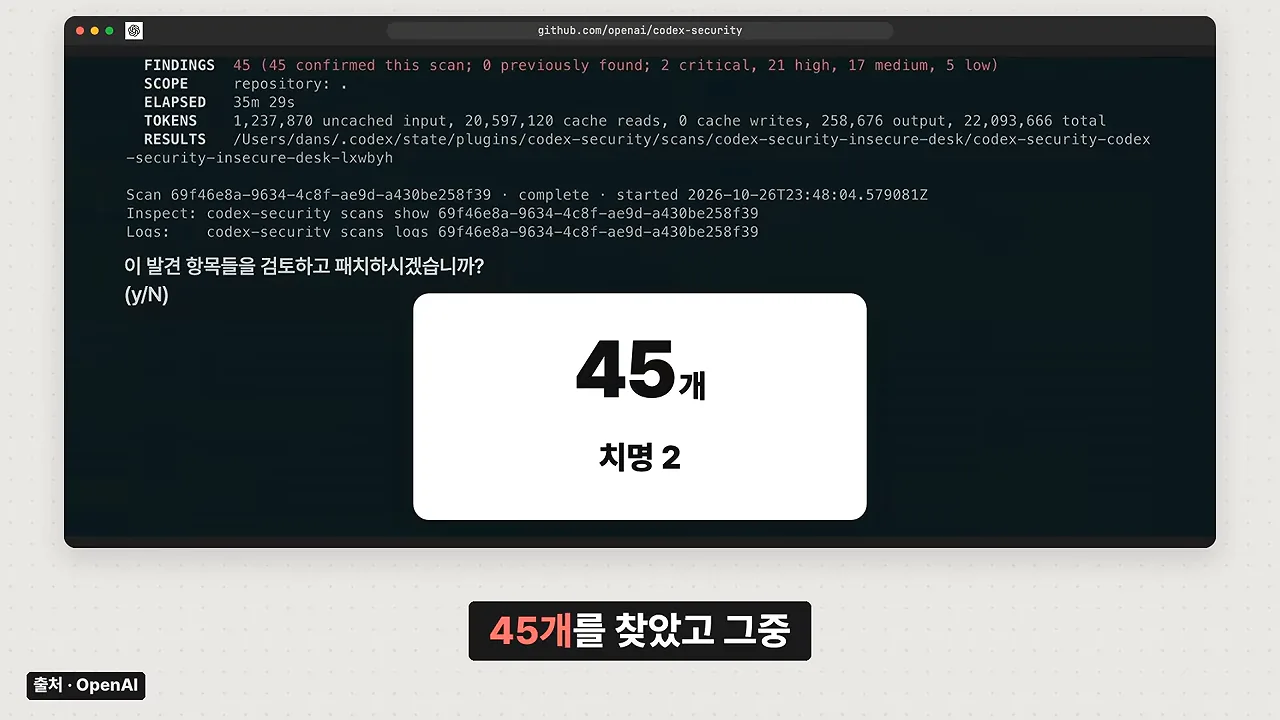 github.com/openai/codex-security
FINDINGS 45 (45 confirmed this scan; 0 previously found; 2 critical, 21 high, 17 medium, 5 low)
SCOPE repository: .
ELAPSED 35m 29s
TOKENS 1,237,870 uncached input, 20,597,120 cache reads, 0 cache writes, 258,676 output, 22,093,666 total
RESULTS /Users/dans/.codex/state/plugins/codex-security/scans/codex-security-insecure-desk/codex-security-codex
-security-insecure-desk-lxwbyh
Scan 69f46e8a-9634-4c8f-ae9d-a430be258f39 · complete · started 2026-10-26T23:48:04.579081Z
Inspect: codex-security scans show 69f46e8a-9634-4c8f-ae9d-a430be258f39
Logs: codex-security scans logs 69f46e8a-9634-4c8f-ae9d-a430be258f39
이 발견 항목들을 검토하고 패치하시겠습니까?
(y/N)
45개
치명 2
45개를 찾았고 그중
출처 · OpenAI